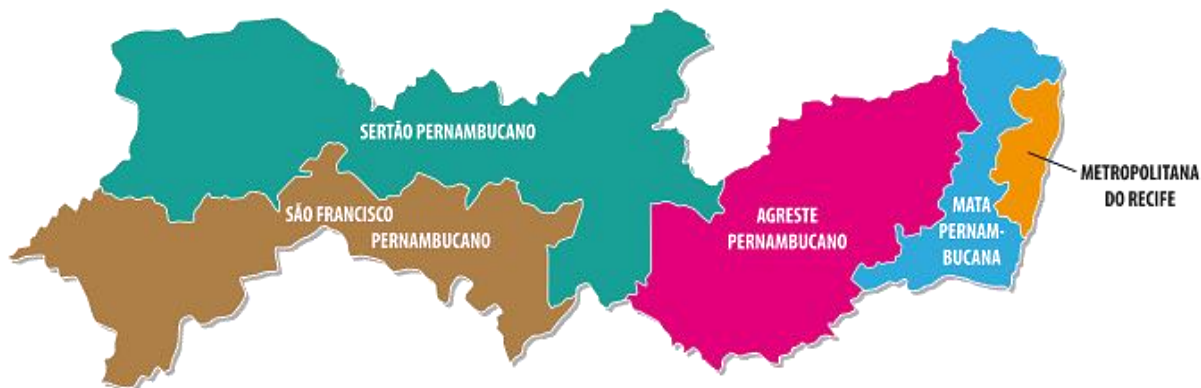 SERTÃO PERNAMBUCANO
SÃO FRANCISCO
PERNAMBUCANO
AGRESTE
PERNAMBUCANO
MATA
PERNAM-
BUCANA
METROPOLITANA
DO RECIFE